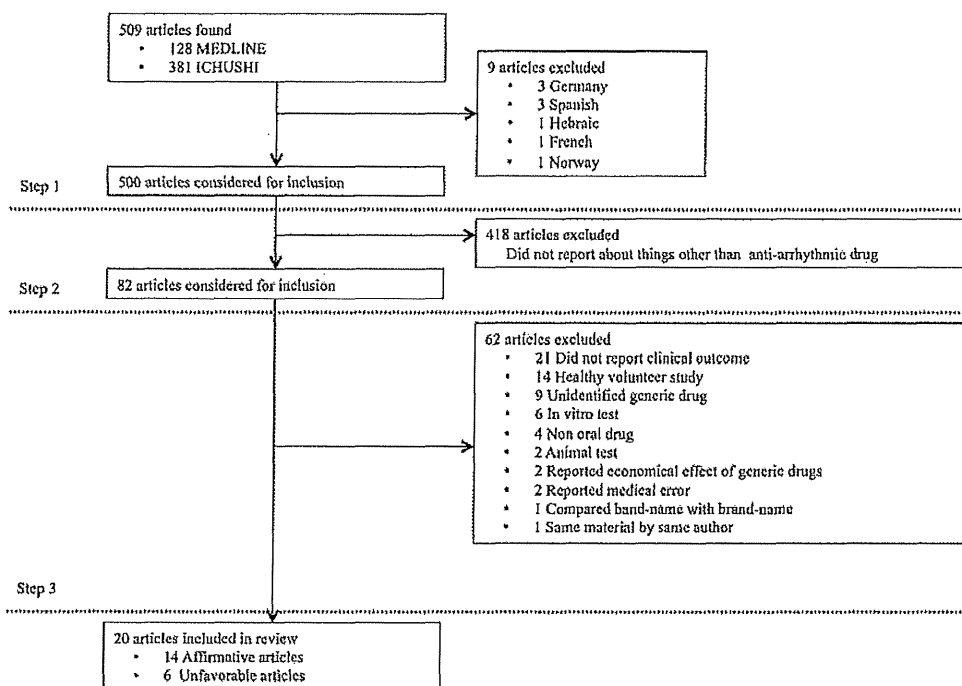 509 articles found
• 128 MEDLINE
• 381 ICHUSHI
9 articles excluded
• 3 Germany
• 3 Spanish
• 1 Hebraic
• 1 French
• 1 Norway
Step 1
500 articles considered for inclusion
418 articles excluded
Did not report about things other than anti-arrhythmic drug
Step 2
82 articles considered for inclusion
62 articles excluded
• 21 Did not report clinical outcome
• 14 Healthy volunteer study
• 9 Unidentified generic drug
• 6 In vitro test
• 4 Non oral drug
• 2 Animal test
• 2 Reported economical effect of generic drugs
• 2 Reported medical error
• 1 Compared band-name with brand-name
• 1 Same material by same author
Step 3
20 articles included in review
• 14 Affirmative articles
• 6 Unfavorable articles